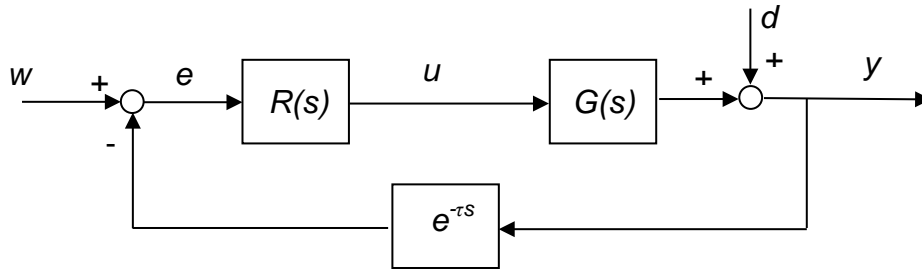 d
w + e u + + y
R(s) G(s)
-
e^{-τs}